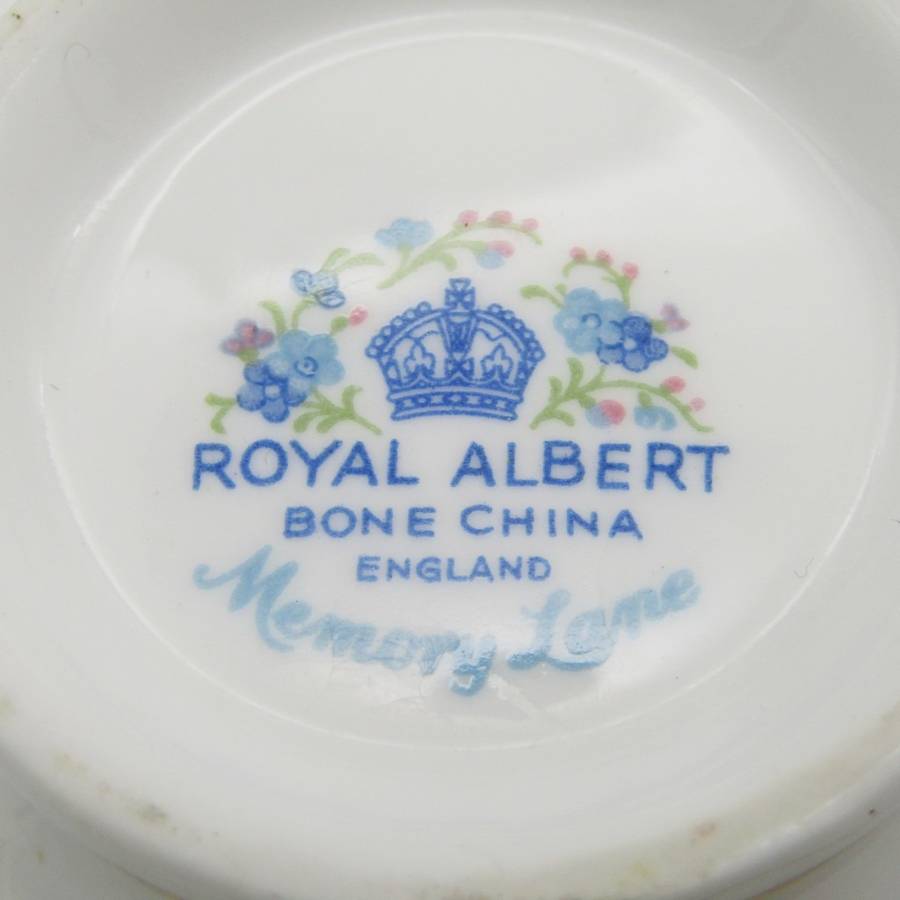 ROYAL ALBERT
BONE CHINA
ENGLAND
Memory Lane